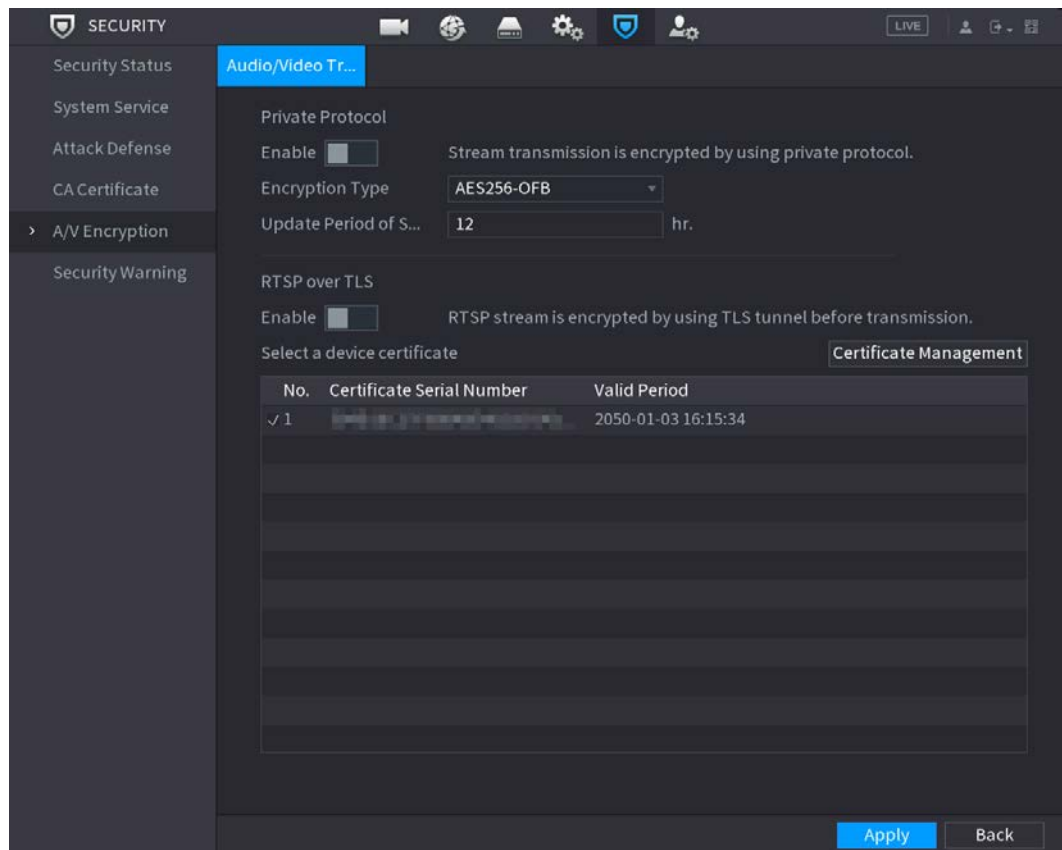 SECURITY
LIVE
Security Status
System Service
Attack Defense
CA Certificate
A/V Encryption
Security Warning
Audio/Video Tr...
Private Protocol
Enable Stream transmission is encrypted by using private protocol.
Encryption Type AES256-OFB
Update Period of S... 12 hr.
RTSP over TLS
Enable RTSP stream is encrypted by using TLS tunnel before transmission.
Select a device certificate Certificate Management
No. Certificate Serial Number Valid Period
1 2050-01-03 16:15:34
Apply Back